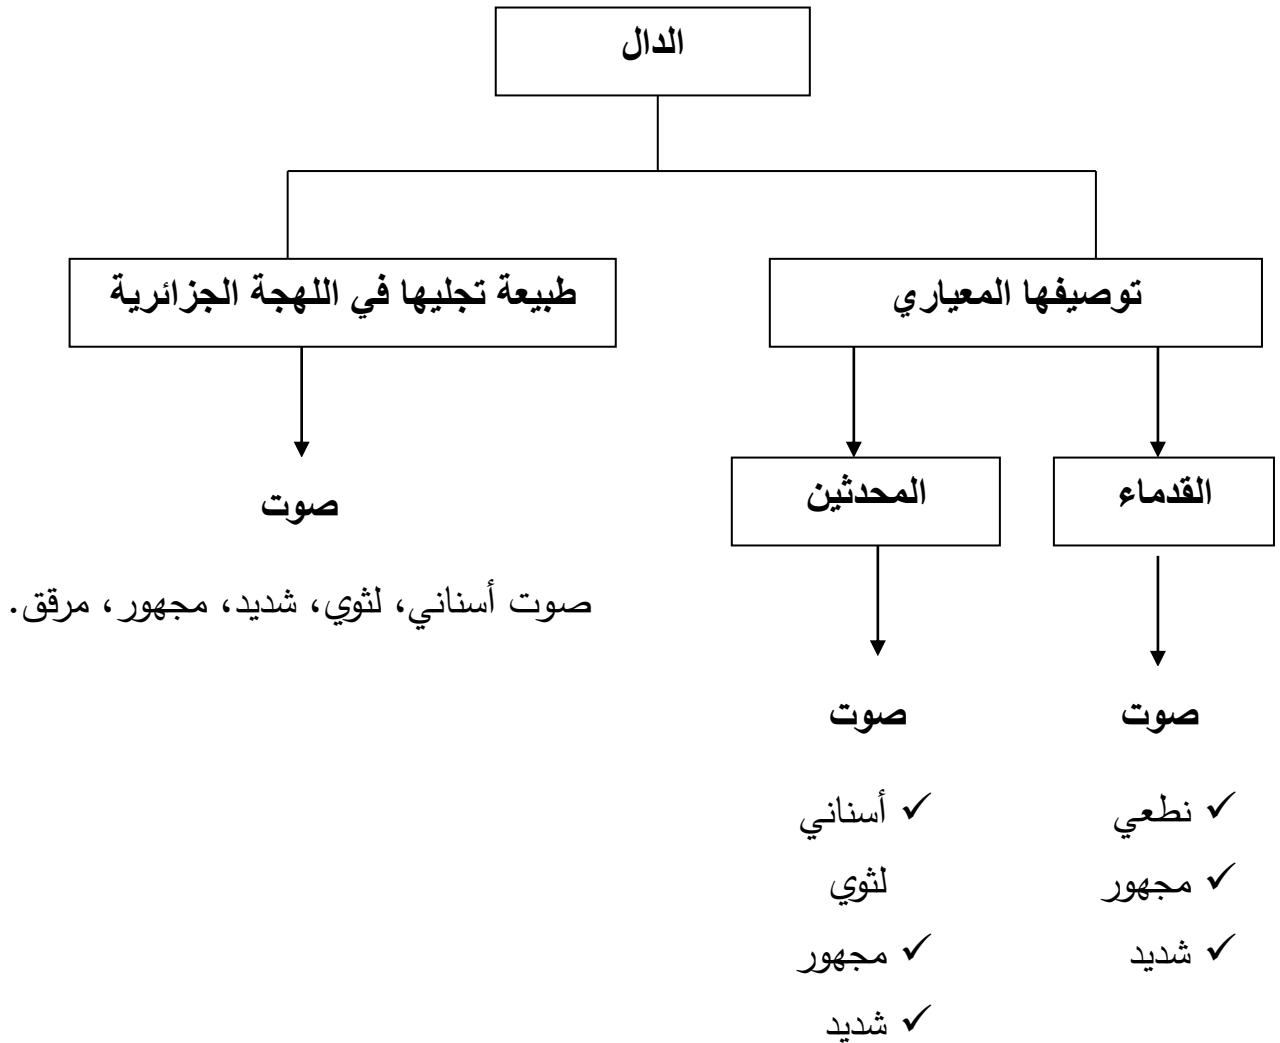 الدال
توصيفها المعياري
طبيعة تجليها في اللهجة الجزائرية
القدماء
المحدثين
صوت
صوت أسناني، لثوي، شديد، مجهور، مرقق.
صوت
✓ نطعي
✓ مجهور
✓ شديد
صوت
✓ أسناني
لثوي
✓ مجهور
✓ شديد